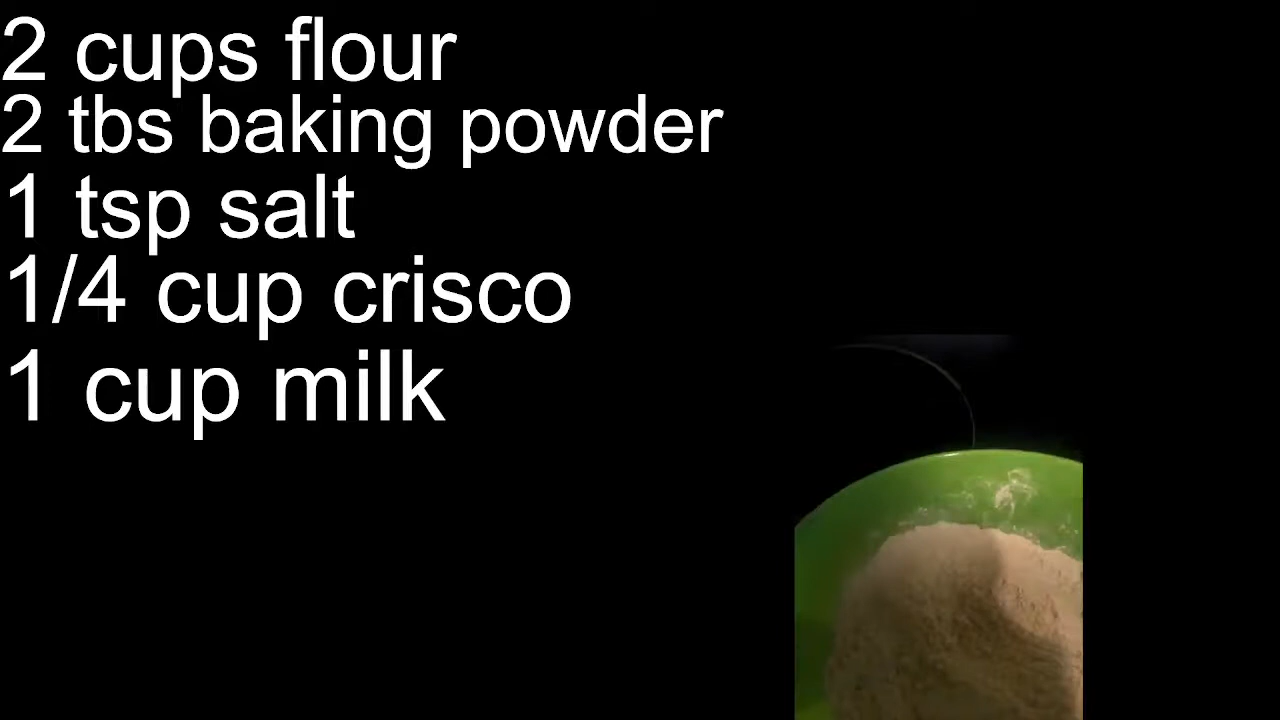 2 cups flour
2 tbs baking powder
1 tsp salt
1/4 cup crisco
1 cup milk